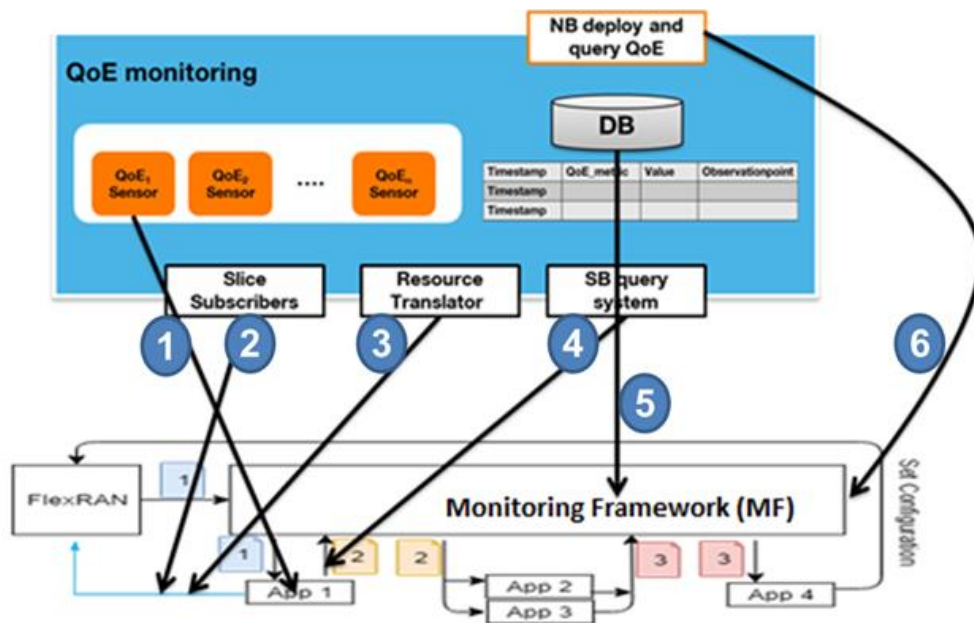 NB deploy and
query QoE
QoE monitoring
DB
QoE₁
Sensor
QoE₂
Sensor
....
QoEₙ
Sensor
Timestamp QoE_metric Value Observationpoint
Timestamp
Timestamp
Slice
Subscribers
Resource
Translator
SB query
system
1
2
3
4
5
6
FlexRAN
1
Monitoring Framework (MF)
Set Configuration
1
2
2
3
3
App 1
App 2
App 3
App 4